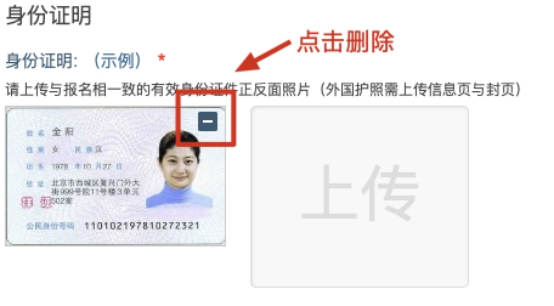 身份证明
身份证明：（示例） *
点击删除
请上传与报名相一致的有效身份证件正反面照片（外国护照需上传信息页与封页）
姓名 金阳
性别 女 民族 汉
出生 1978 年 10 月 27 日
住址 北京市西城区复兴门外大
街999号院11号楼3单元
502室
样 张
公民身份号码 110102197810272321
上传